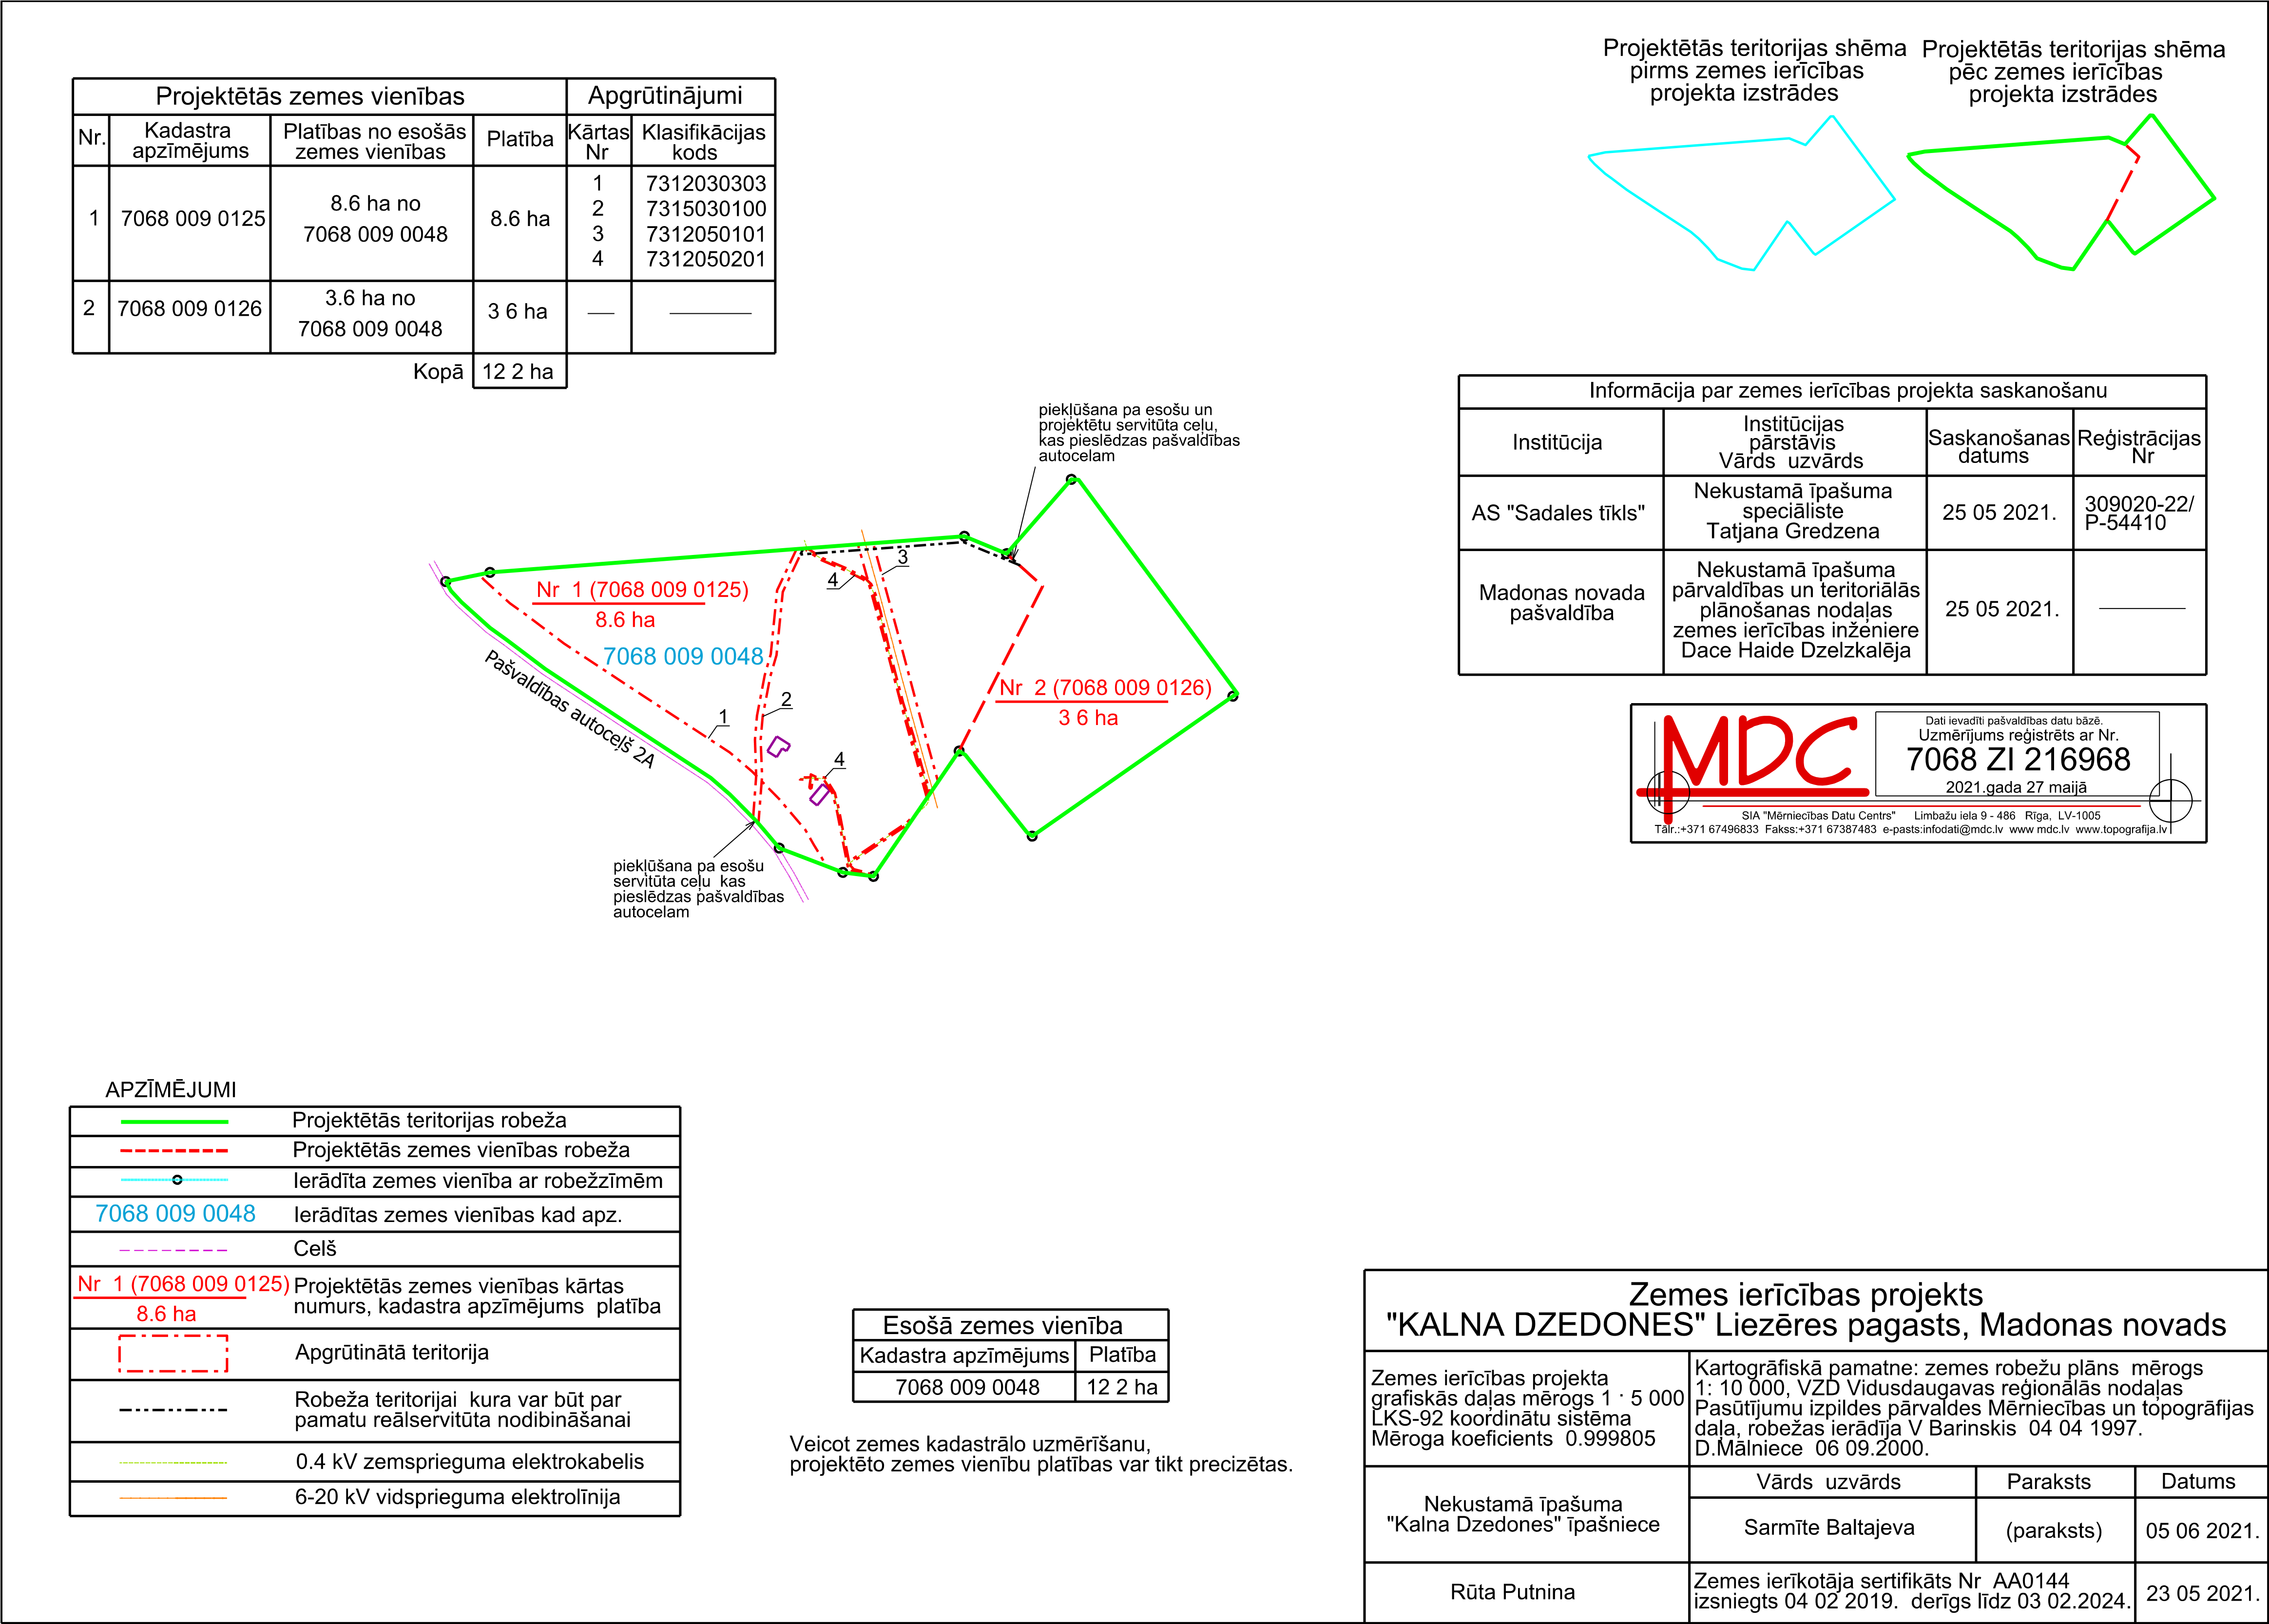 Projektētās teritorijas shēma
pirms zemes ierīcības
projekta izstrādes
Projektētās teritorijas shēma
pēc zemes ierīcības
projekta izstrādes
Projektētās zemes vienības
Apgrūtinājumi
Nr.
Kadastra
apzīmējums
Platības no esošās
zemes vienības
Platība
Kārtas
Nr
Klasifikācijas
kods
1
7068 009 0125
8.6 ha no
7068 009 0048
8.6 ha
1 7312030303
2 7315030100
3 7312050101
4 7312050201
2
7068 009 0126
3.6 ha no
7068 009 0048
3 6 ha
Kopā 12 2 ha
Informācija par zemes ierīcības projekta saskanošanu
Institūcija
Institūcijas
pārstāvis
Vārds uzvārds
Saskanošanas
datums
Reģistrācijas
Nr
AS "Sadales tīkls"
Nekustamā īpašuma
speciāliste
Tatjana Gredzena
25 05 2021.
309020-22/
P-54410
Madonas novada
pašvaldība
Nekustamā īpašuma
pārvaldības un teritoriālās
plānošanas nodaļas
zemes ierīcības inženiere
Dace Haide Dzelzkalēja
25 05 2021.
piekļūšana pa esošu un
projektētu servitūta ceļu,
kas pieslēdzas pašvaldības
autocelam
3
4
Nr 1 (7068 009 0125)
8.6 ha
7068 009 0048
Pašvaldības autoceļš 2A
1
2
4
Nr 2 (7068 009 0126)
3 6 ha
piekļūšana pa esošu
servitūta ceļu kas
pieslēdzas pašvaldības
autocelam
MDC
Dati ievadīti pašvaldības datu bāzē.
Uzmērījums reģistrēts ar Nr.
7068 ZI 216968
2021.gada 27 maijā
SIA "Mērniecības Datu Centrs" Limbažu iela 9 - 486 Rīga, LV-1005
Tālr.:+371 67496833 Fakss:+371 67387483 e-pasts:infodati@mdc.lv www mdc.lv www.topografija.lv
APZĪMĒJUMI
Projektētās teritorijas robeža
Projektētās zemes vienības robeža
Ierādīta zemes vienība ar robežzīmēm
7068 009 0048 Ierādītas zemes vienības kad apz.
Celš
Nr 1 (7068 009 0125)
8.6 ha
Projektētās zemes vienības kārtas
numurs, kadastra apzīmējums platība
Apgrūtinātā teritorija
Robeža teritorijai kura var būt par
pamatu reālservitūta nodibināšanai
0.4 kV zemsprieguma elektrokabelis
6-20 kV vidsprieguma elektrolīnija
Esošā zemes vienība
Kadastra apzīmējums Platība
7068 009 0048 12 2 ha
Veicot zemes kadastrālo uzmērīšanu,
projektēto zemes vienību platības var tikt precizētas.
Zemes ierīcības projekts
"KALNA DZEDONES" Liezēres pagasts, Madonas novads
Zemes ierīcības projekta
grafiskās daļas mērogs 1 : 5 000
LKS-92 koordinātu sistēma
Mēroga koeficients 0.999805
Kartogrāfiskā pamatne: zemes robežu plāns mērogs
1: 10 000, VZD Vidusdaugavas reģionālās nodaļas
Pasūtījumu izpildes pārvaldes Mērniecības un topogrāfijas
daļa, robežas ierādīja V Barinskis 04 04 1997.
D.Mālniece 06 09.2000.
Nekustamā īpašuma
"Kalna Dzedones" īpašniece
Vārds uzvārds
Paraksts
Datums
Sarmīte Baltajeva
(paraksts)
05 06 2021.
Rūta Putnina
Zemes ierīkotāja sertifikāts Nr AA0144
izsniegts 04 02 2019. derīgs līdz 03 02.2024.
23 05 2021.